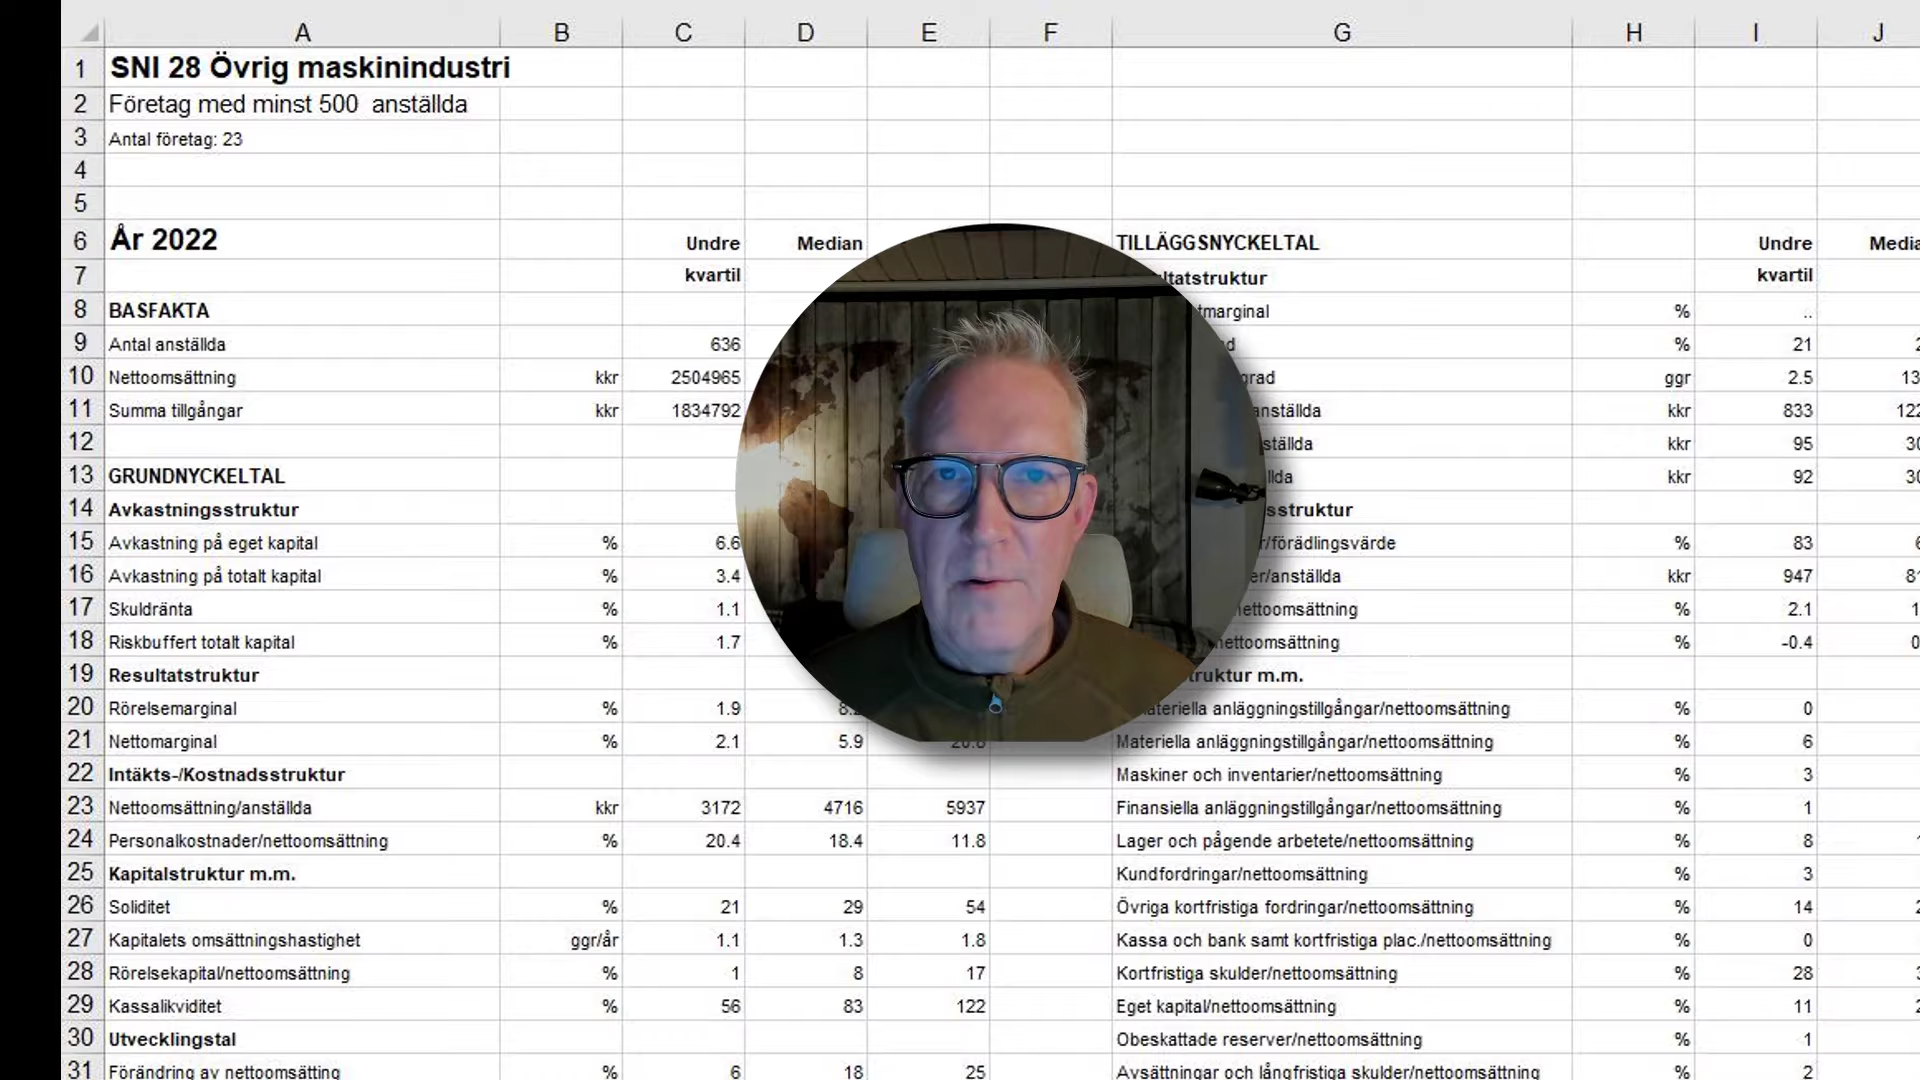 A B C D E F G H I J
1 SNI 28 Övrig maskinindustri
2 Företag med minst 500 anställda
3 Antal företag: 23
4
5
6 År 2022 Undre Median TILLÄGGSNYCKELTAL Undre
7 kvartil kvartil
8 BASFAKTA % ..
9 Antal anställda 636 % 21
10 Nettoomsättning kkr 2504965 ggr 2.5
11 Summa tillgångar kkr 1834792 kkr 833
12 kkr 95
13 GRUNDNYCKELTAL kkr 92
14 Avkastningsstruktur
15 Avkastning på eget kapital % 6.6 % 83
16 Avkastning på totalt kapital % 3.4 kkr 947
17 Skuldränta % 1.1 % 2.1
18 Riskbuffert totalt kapital % 1.7 % -0.4
19 Resultatstruktur m.m.
20 Rörelsemarginal % 1.9 anläggningstillgångar/nettoomsättning % 0
21 Nettomarginal % 2.1 5.9 Materiella anläggningstillgångar/nettoomsättning % 6
22 Intäkts-/Kostnadsstruktur Maskiner och inventarier/nettoomsättning % 3
23 Nettoomsättning/anställda kkr 3172 4716 5937 Finansiella anläggningstillgångar/nettoomsättning % 1
24 Personalkostnader/nettoomsättning % 20.4 18.4 11.8 Lager och pågende arbetete/nettoomsättning % 8
25 Kapitalstruktur m.m. Kundfordringar/nettoomsättning % 3
26 Soliditet % 21 29 54 Övriga kortfristiga fordringar/nettoomsättning % 14
27 Kapitalets omsättningshastighet ggr/år 1.1 1.3 1.8 Kassa och bank samt kortfristiga plac./nettoomsättning % 0
28 Rörelsekapital/nettoomsättning % 1 8 17 Kortfristiga skulder/nettoomsättning % 28
29 Kassalikviditet % 56 83 122 Eget kapital/nettoomsättning % 11
30 Utvecklingstal Obeskattade reserver/nettoomsättning % 1
31 Förändring av nettoomsätting % 6 18 25 Avsättningar och långfristiga skulder/nettoomsättning % 2